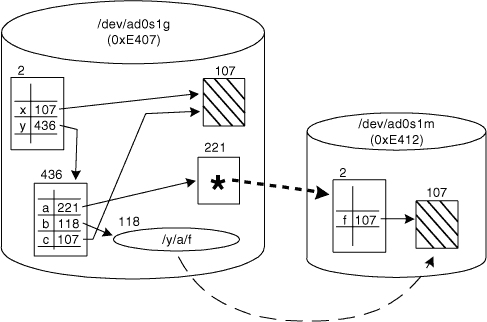 /dev/ad0s1g
(0xE407)
2
107
x 107
y 436
221
*
436
a 221
b 118
c 107
118
/y/a/f
/dev/ad0s1m
(0xE412)
2
107
f 107